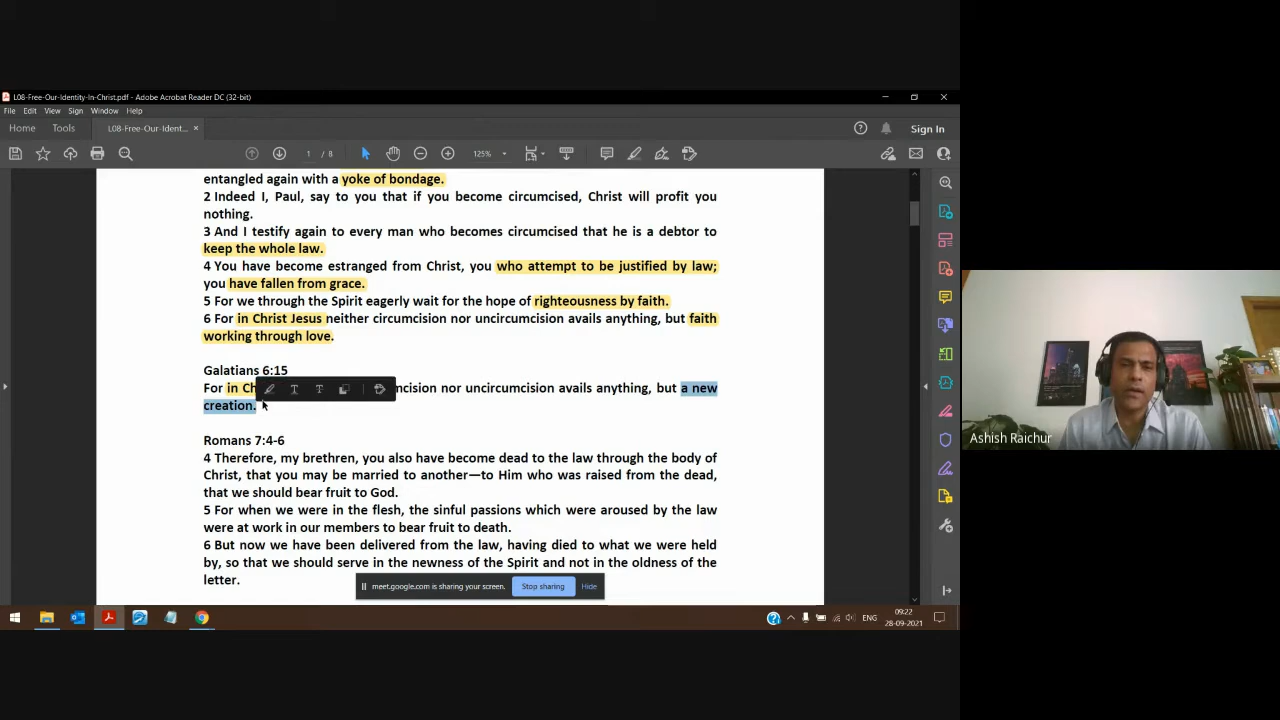 L08-Free-Our-Identity-In-Christ.pdf - Adobe Acrobat Reader DC (32-bit)
File Edit View Sign Window Help
Home Tools L08-Free-Our-Ident... × Sign In
1 / 8 125%
entangled again with a yoke of bondage.
2 Indeed I, Paul, say to you that if you become circumcised, Christ will profit you
nothing.
3 And I testify again to every man who becomes circumcised that he is a debtor to
keep the whole law.
4 You have become estranged from Christ, you who attempt to be justified by law;
you have fallen from grace.
5 For we through the Spirit eagerly wait for the hope of righteousness by faith.
6 For in Christ Jesus neither circumcision nor uncircumcision avails anything, but faith
working through love.
Galatians 6:15
For in Ch cision nor uncircumcision avails anything, but a new
creation.
Romans 7:4-6
4 Therefore, my brethren, you also have become dead to the law through the body of
Christ, that you may be married to another—to Him who was raised from the dead,
that we should bear fruit to God.
5 For when we were in the flesh, the sinful passions which were aroused by the law
were at work in our members to bear fruit to death.
6 But now we have been delivered from the law, having died to what we were held
by, so that we should serve in the newness of the Spirit and not in the oldness of the
letter.
meet.google.com is sharing your screen. Stop sharing Hide
ENG
09:22
28-09-2021
Ashish Raichur